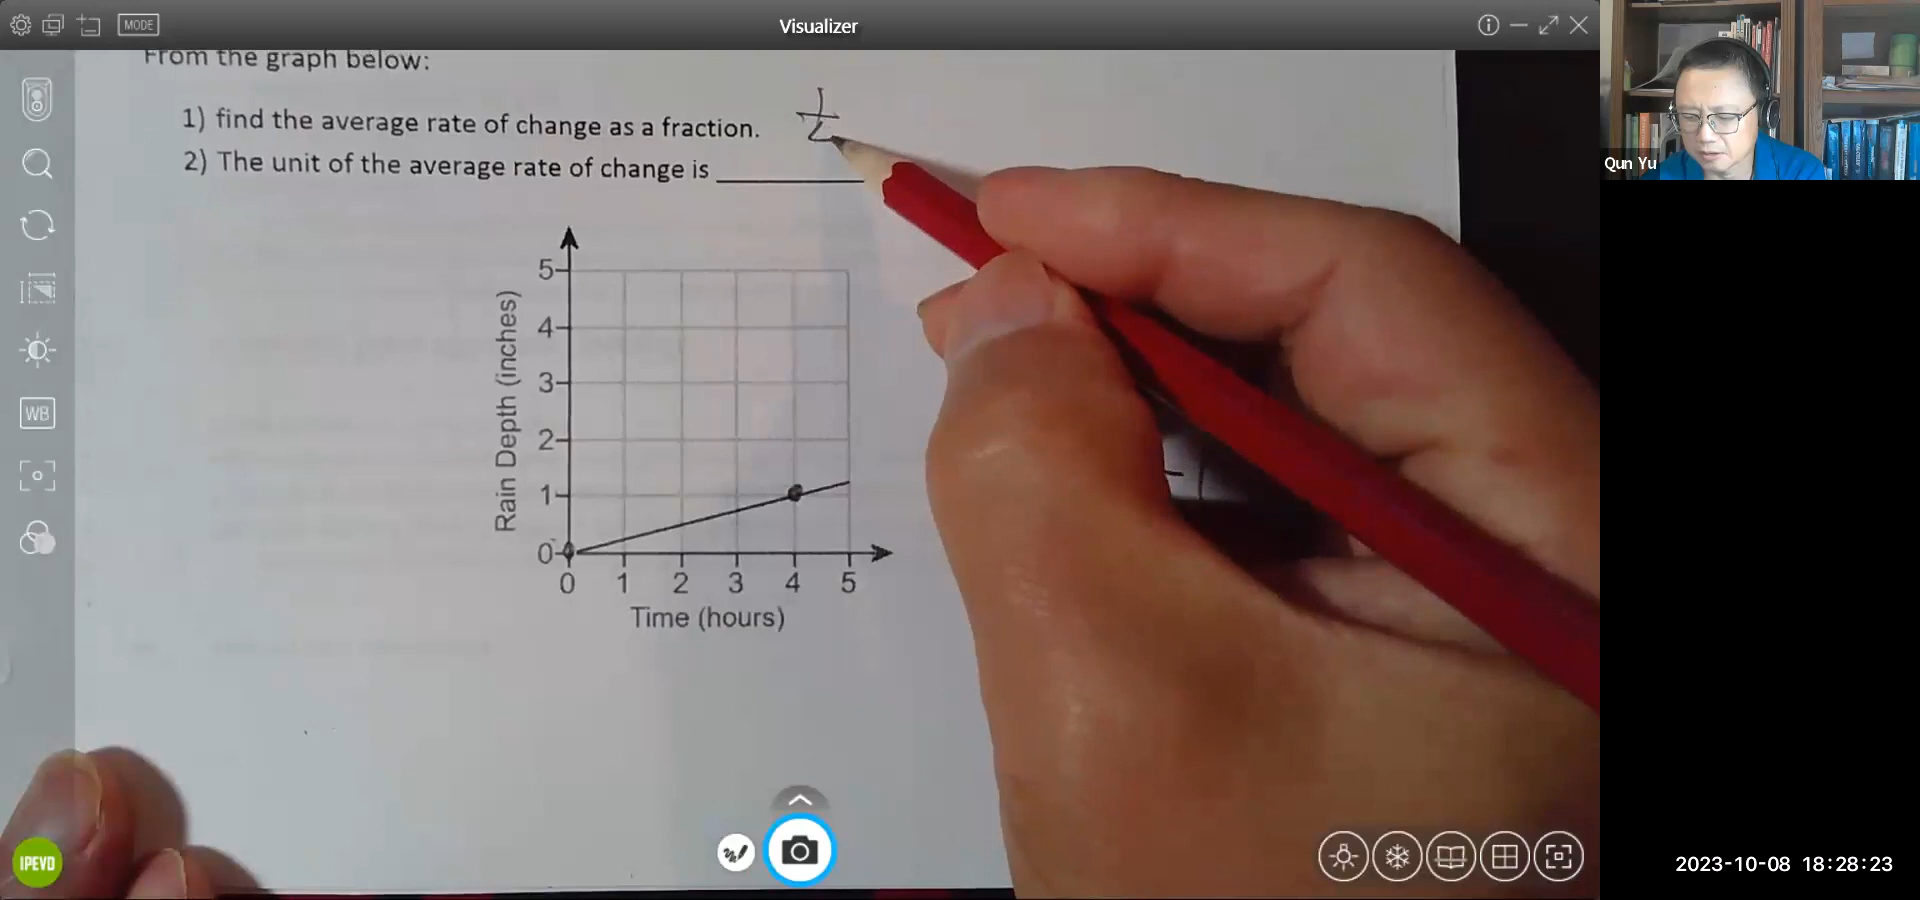 MODE
Visualizer
From the graph below:
1) find the average rate of change as a fraction.
2) The unit of the average rate of change is
Rain Depth (inches)
5
4
3
2
1
0
0 1 2 3 4 5
Time (hours)
WB
IPEVO
Qun Yu
2023-10-08 18:28:23